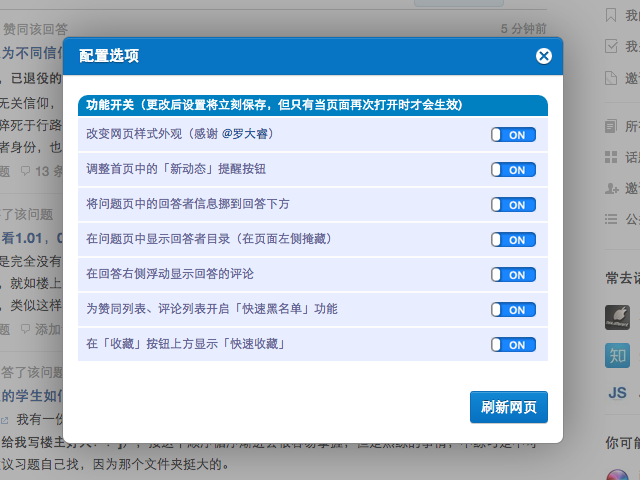 赞同该回答
5 分钟前
配置选项
功能开关（更改后设置将立刻保存，但只有当页面再次打开时才会生效）
改变网页样式外观（感谢 @罗大睿）
ON
调整首页中的「新动态」提醒按钮
ON
将问题页中的回答者信息挪到回答下方
ON
在问题页中显示回答者目录（在页面左侧掩藏）
ON
在回答右侧浮动显示回答的评论
ON
为赞同列表、评论列表开启「快速黑名单」功能
ON
在「收藏」按钮上方显示「快速收藏」
ON
刷新网页
为不同信
，已退役的
无关信仰，
猝死于行路
者身份，也
题 13 条
了该问题
看1.01，0
是完全没有
，就如楼上
，类似这样
题 添加
答了该问题
的学生如
我有一份
给我写楼主
议习题自己找，因为那个文件夹挺大的。
邀
所
话
邀
公
常去话
知
JS
你可能